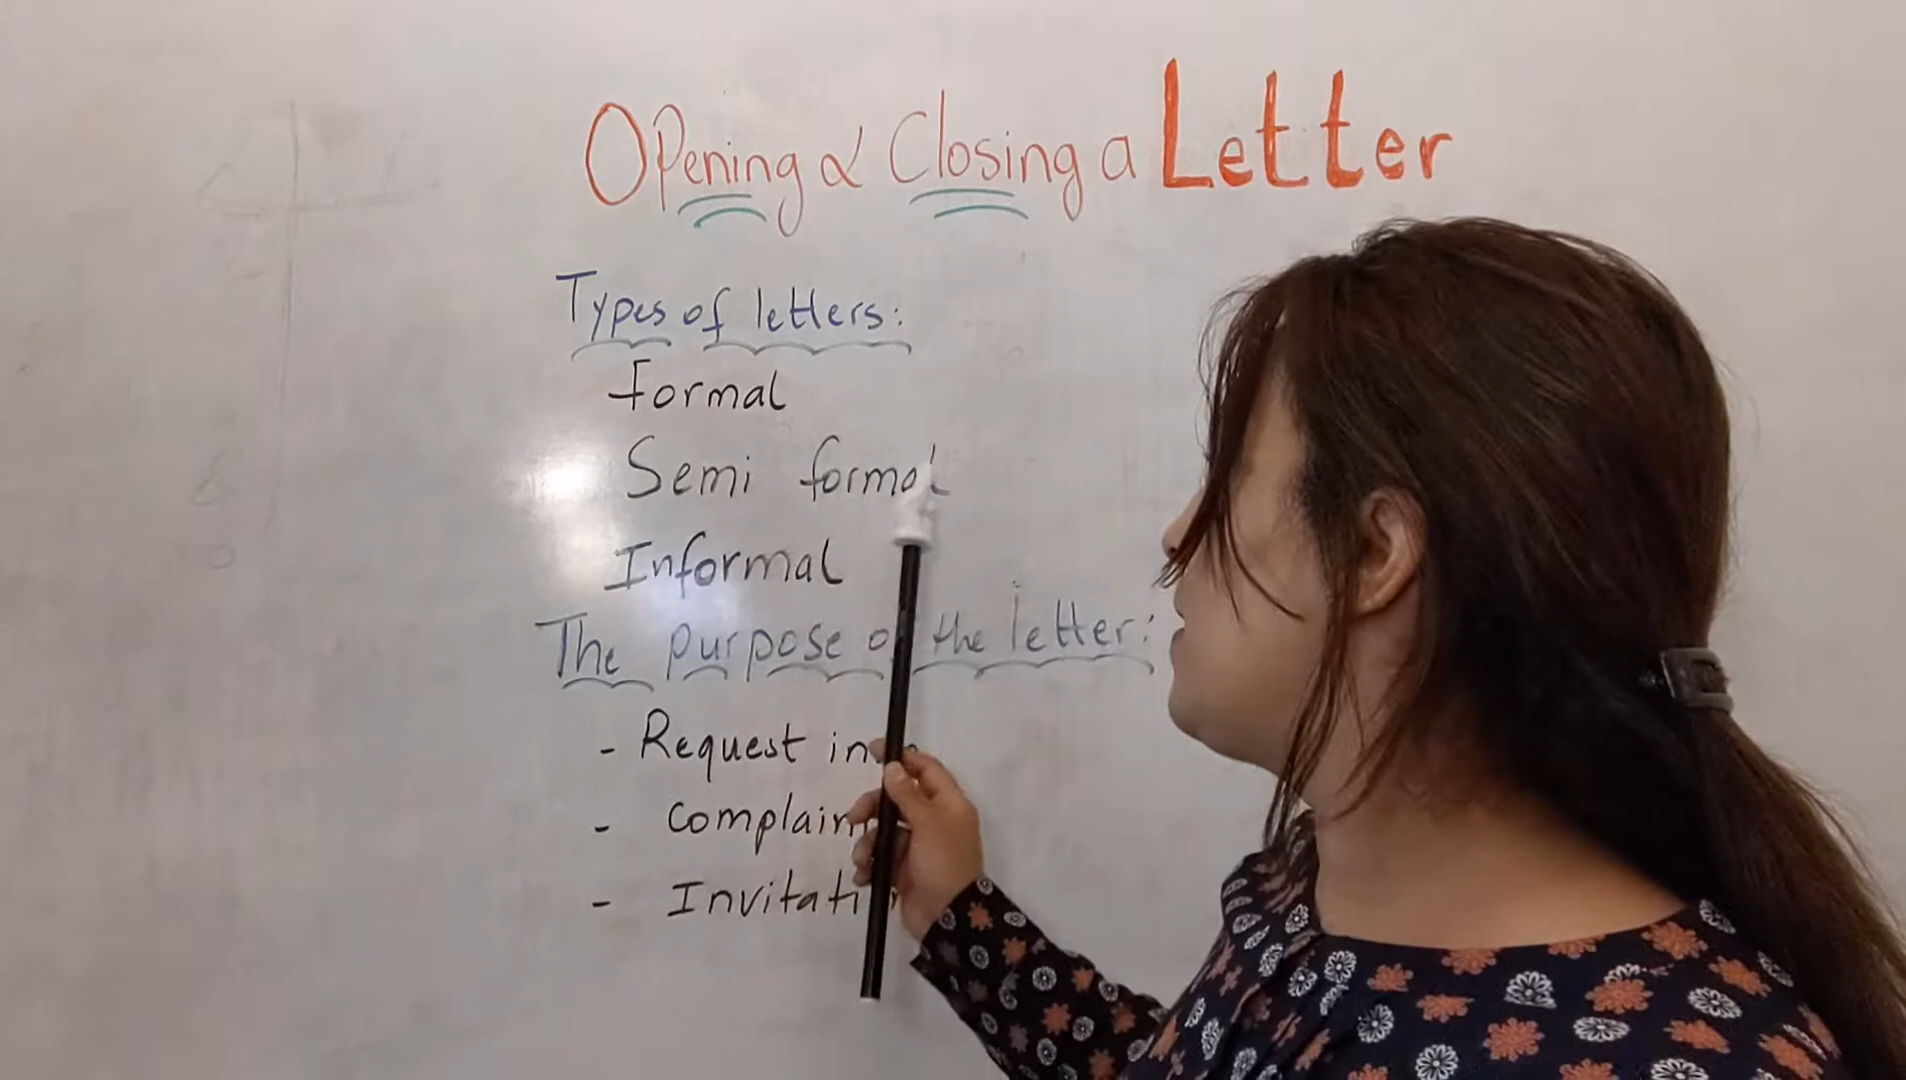 Opening & Closing a Letter
Types of letters:
Formal
Semi formal
Informal
The purpose of the letter:
- Request
- Complain
- Invitati